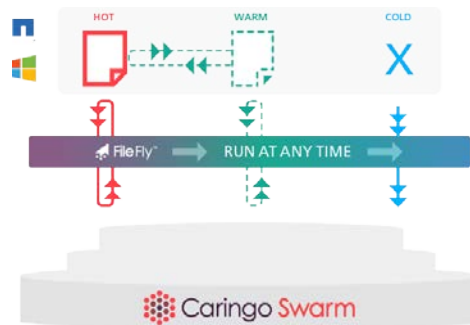 HOT WARM COLD
X
FileFly™ RUN AT ANY TIME
Caringo Swarm